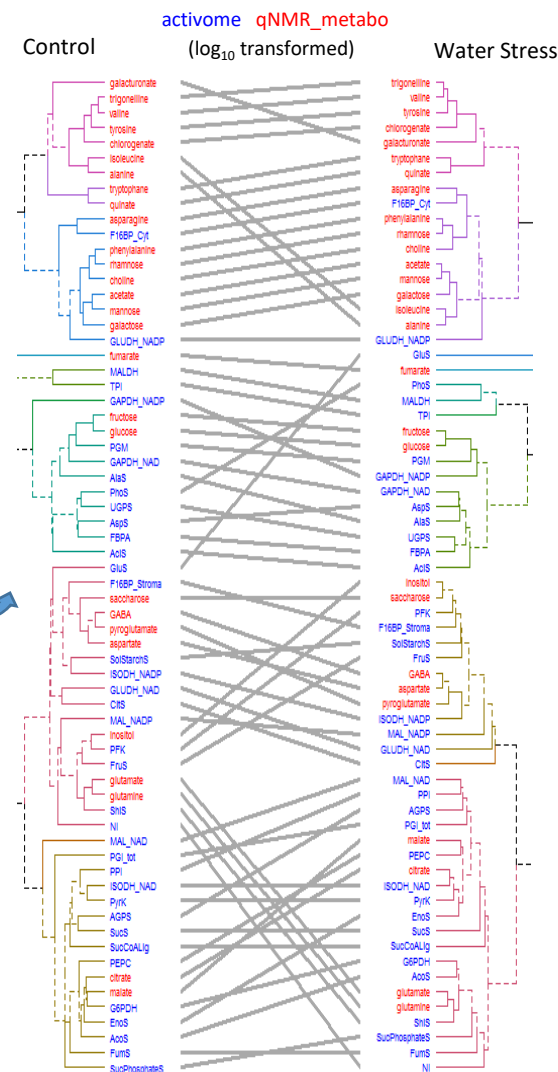 activome qNMR_metabo
Control (log10 transformed) Water Stress
galacturonate
trigonelline
valine
tyrosine
chlorogenate
isoleucine
alanine
tryptophane
quinate
asparagine
F16BP_Cyt
phenylalanine
rhamnose
choline
acetate
mannose
galactose
GLUDH_NADP
fumarate
MALDH
TPI
GAPDH_NADP
fructose
glucose
PGM
GAPDH_NAD
AlaS
PhoS
UGPS
AspS
FBPA
AclS
GluS
F16BP_Stroma
saccharose
GABA
pyroglutamate
aspartate
SolStarchS
ISODH_NADP
GLUDH_NAD
CitS
MAL_NADP
inositol
PFK
FruS
glutamate
glutamine
ShiS
NI
MAL_NAD
PGI_tot
PPI
ISODH_NAD
PyrK
AGPS
SucS
SucCoALig
PEPC
citrate
malate
G6PDH
EnoS
AcoS
FumS
SucPhosphateS
trigonelline
valine
tyrosine
chlorogenate
galacturonate
tryptophane
quinate
asparagine
F16BP_Cyt
phenylalanine
rhamnose
choline
acetate
mannose
galactose
isoleucine
alanine
GLUDH_NADP
GluS
fumarate
PhoS
MALDH
TPI
fructose
glucose
PGM
GAPDH_NADP
GAPDH_NAD
AspS
AlaS
UGPS
FBPA
AclS
inositol
saccharose
PFK
F16BP_Stroma
SolStarchS
FruS
GABA
aspartate
pyroglutamate
ISODH_NADP
MAL_NADP
GLUDH_NAD
CitS
MAL_NAD
PPI
AGPS
PGI_tot
malate
PEPC
citrate
ISODH_NAD
PyrK
EnoS
SucS
SucCoALig
G6PDH
AcoS
glutamate
glutamine
ShiS
SucPhosphateS
FumS
NI